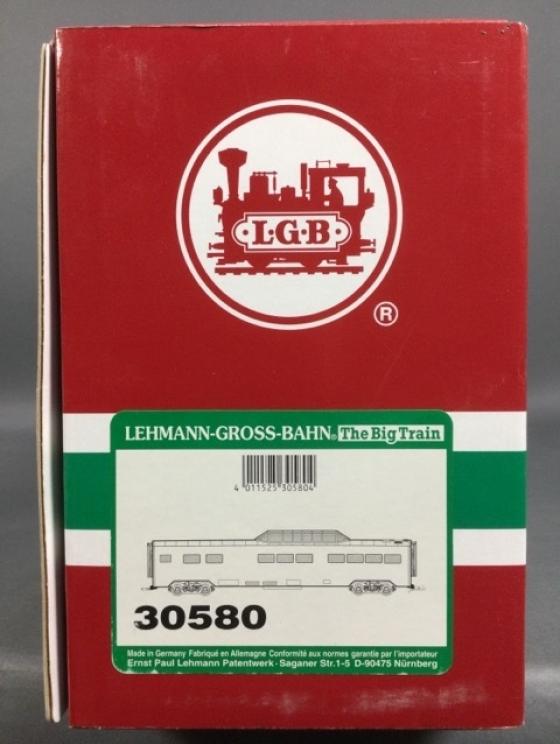 L·G·B
®
LEHMANN-GROSS-BAHN® The Big Train
4 011525 305804
30580
Made in Germany Fabriqué en Allemagne Conformité aux normes garantie par l'importateur
Ernst Paul Lehmann Patentwerk · Saganer Str.1-5 D-90475 Nürnberg